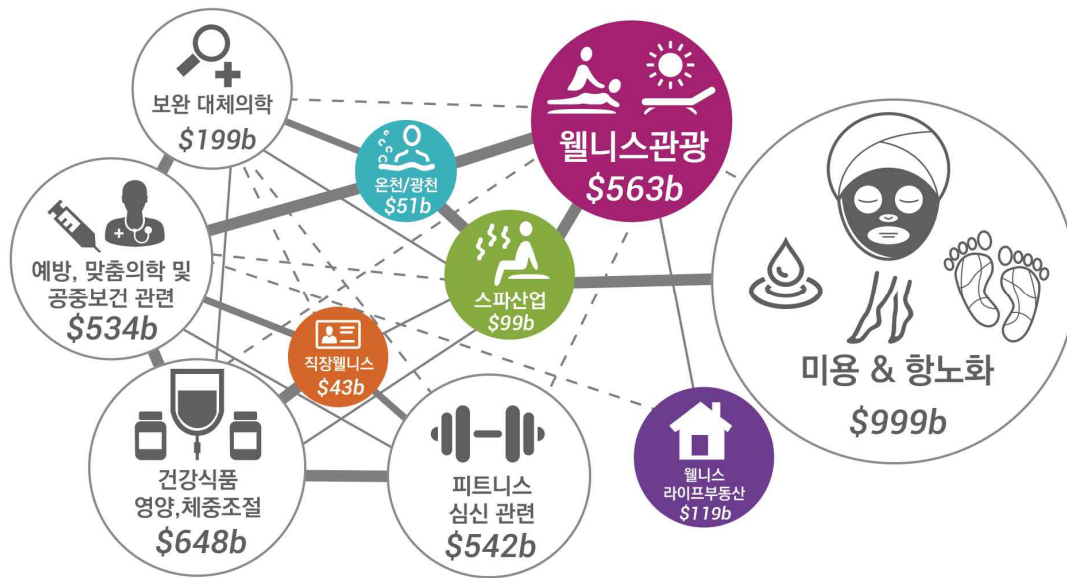 보완 대체의학
$199b
온천/광천
$51b
웰니스관광
$563b
예방, 맞춤의학 및
공중보건 관련
$534b
스파산업
$99b
직장웰니스
$43b
미용 & 항노화
$999b
건강식품
영양,체중조절
$648b
피트니스
심신 관련
$542b
웰니스
라이프부동산
$119b